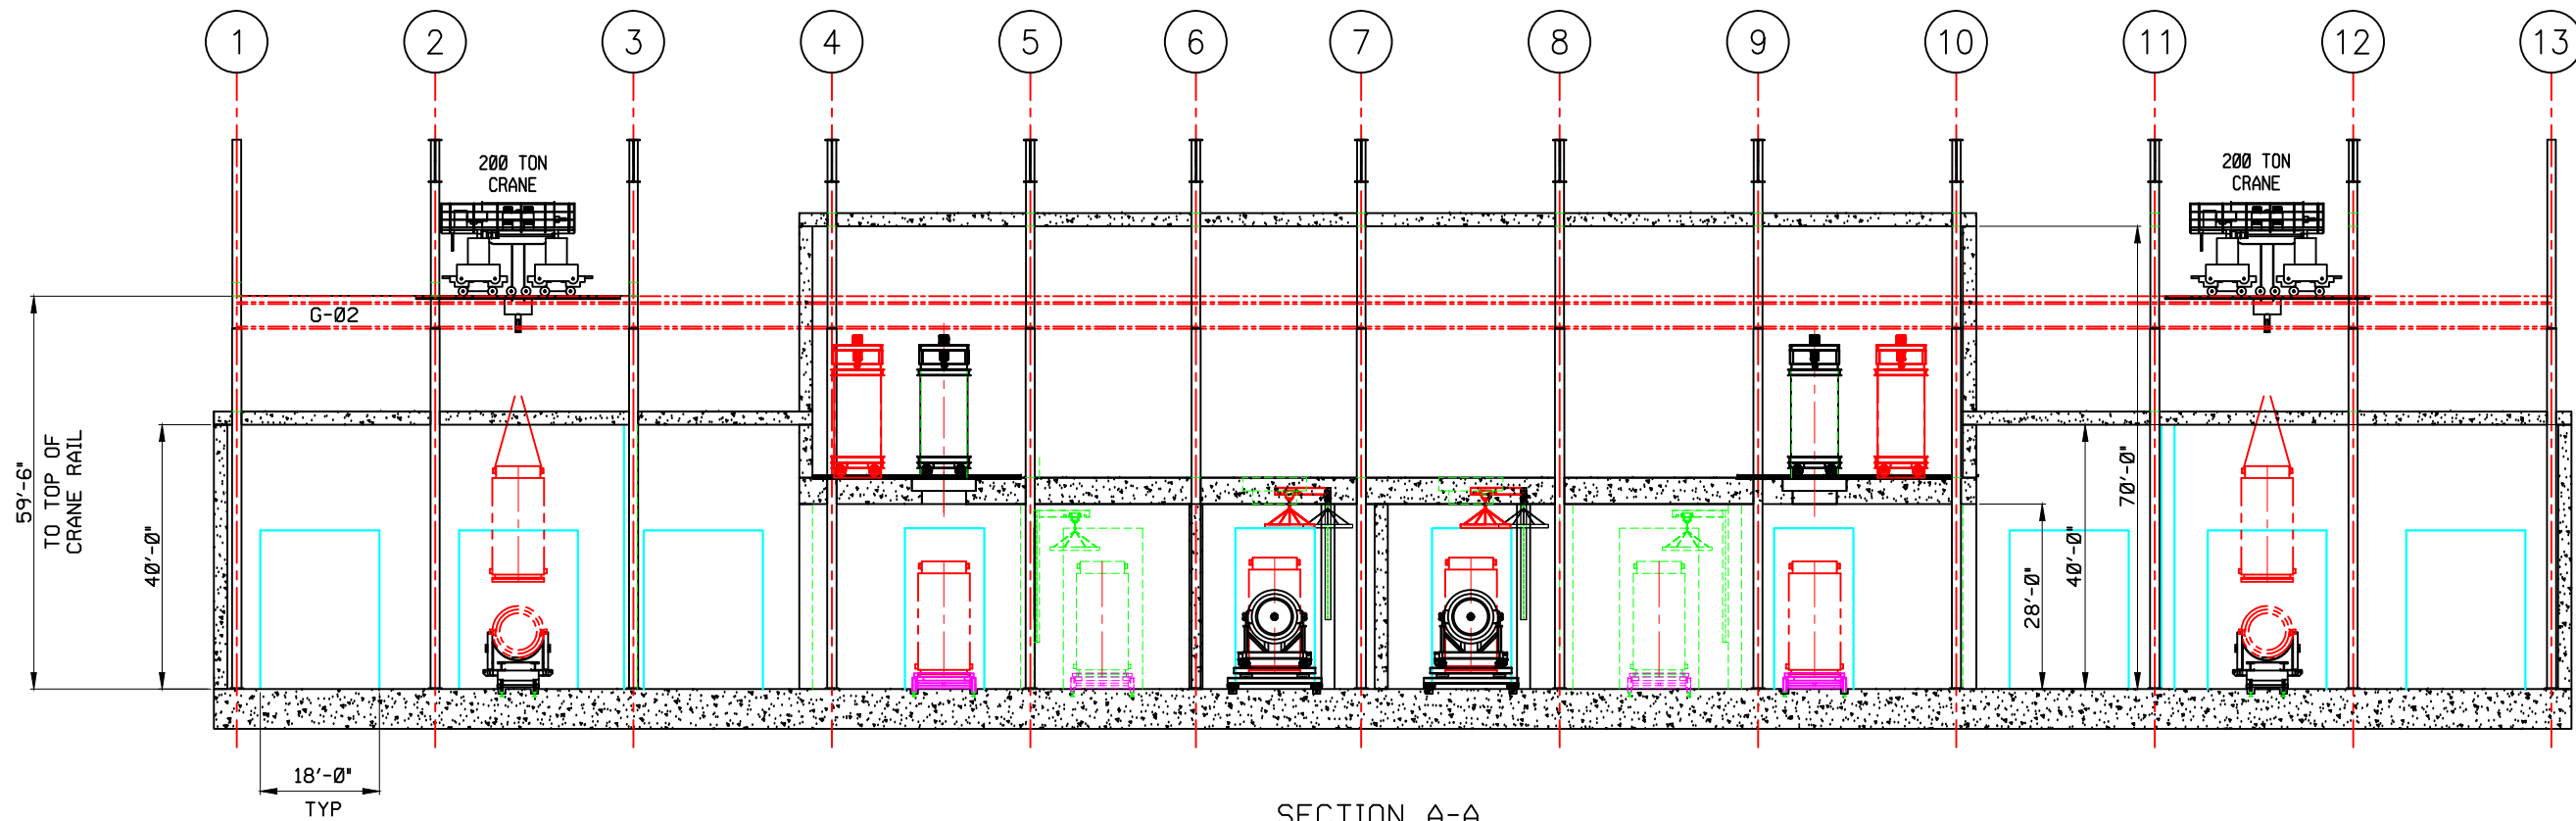 1 2 3 4 5 6 7 8 9 10 11 12 13
200 TON
CRANE
200 TON
CRANE
G-02
59'-6"
TO TOP OF
CRANE RAIL
40'-0"
70'-0"
40'-0"
28'-0"
18'-0"
TYP
SECTION A-A